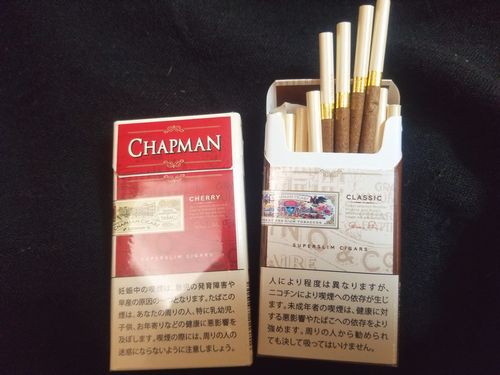 CHAPMAN
CHERRY
SUPERSLIM CIGARS
妊娠中の喫煙は、胎児の発育障害や
早産の原因の一つとなります。たばこの
煙は、あなたの周りの人、特に乳幼児、
子供、お年寄りなどの健康に悪影響を
及ぼします。喫煙の際には、周りの人の
迷惑にならないように注意しましょう。
CLASSIC
SUPERSLIM CIGARS
人により程度は異なりますが、
ニコチンにより喫煙への依存が生じ
ます。未成年者の喫煙は、健康に対
する悪影響やたばこへの依存をより
強めます。周りの人から勧められ
ても決して吸ってはいけません。